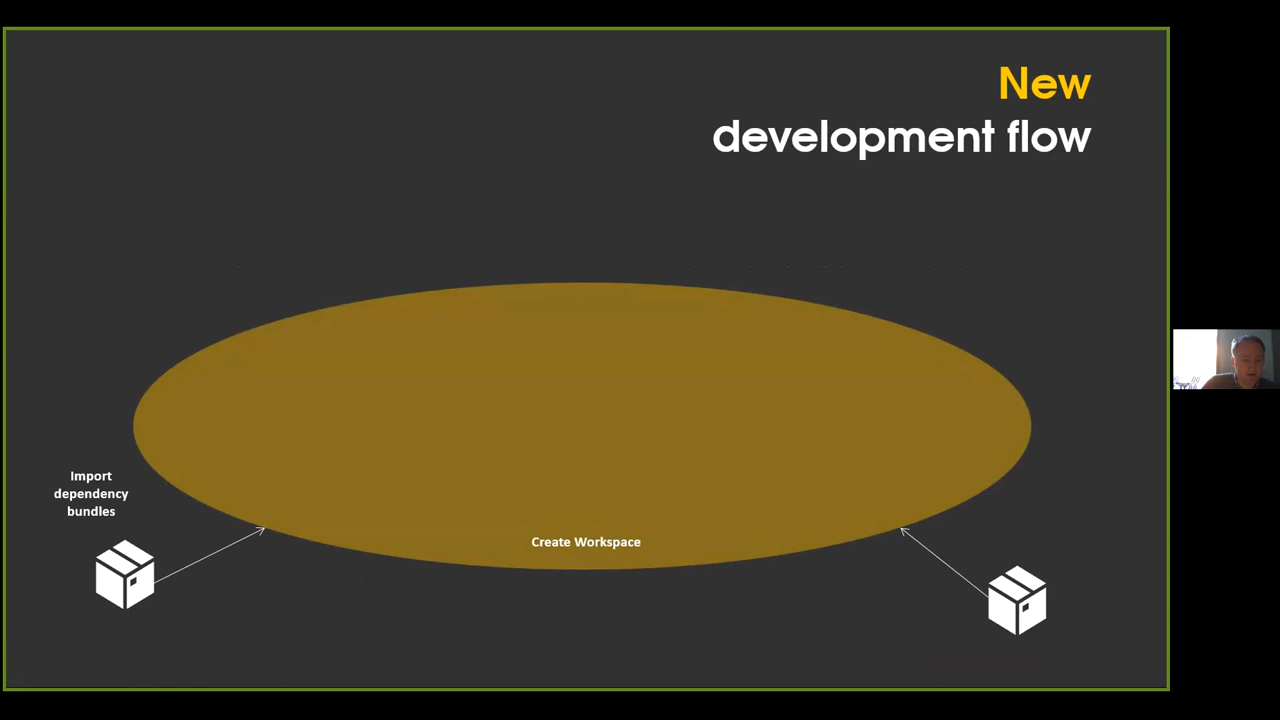 New
development flow
Import
dependency
bundles
Create Workspace